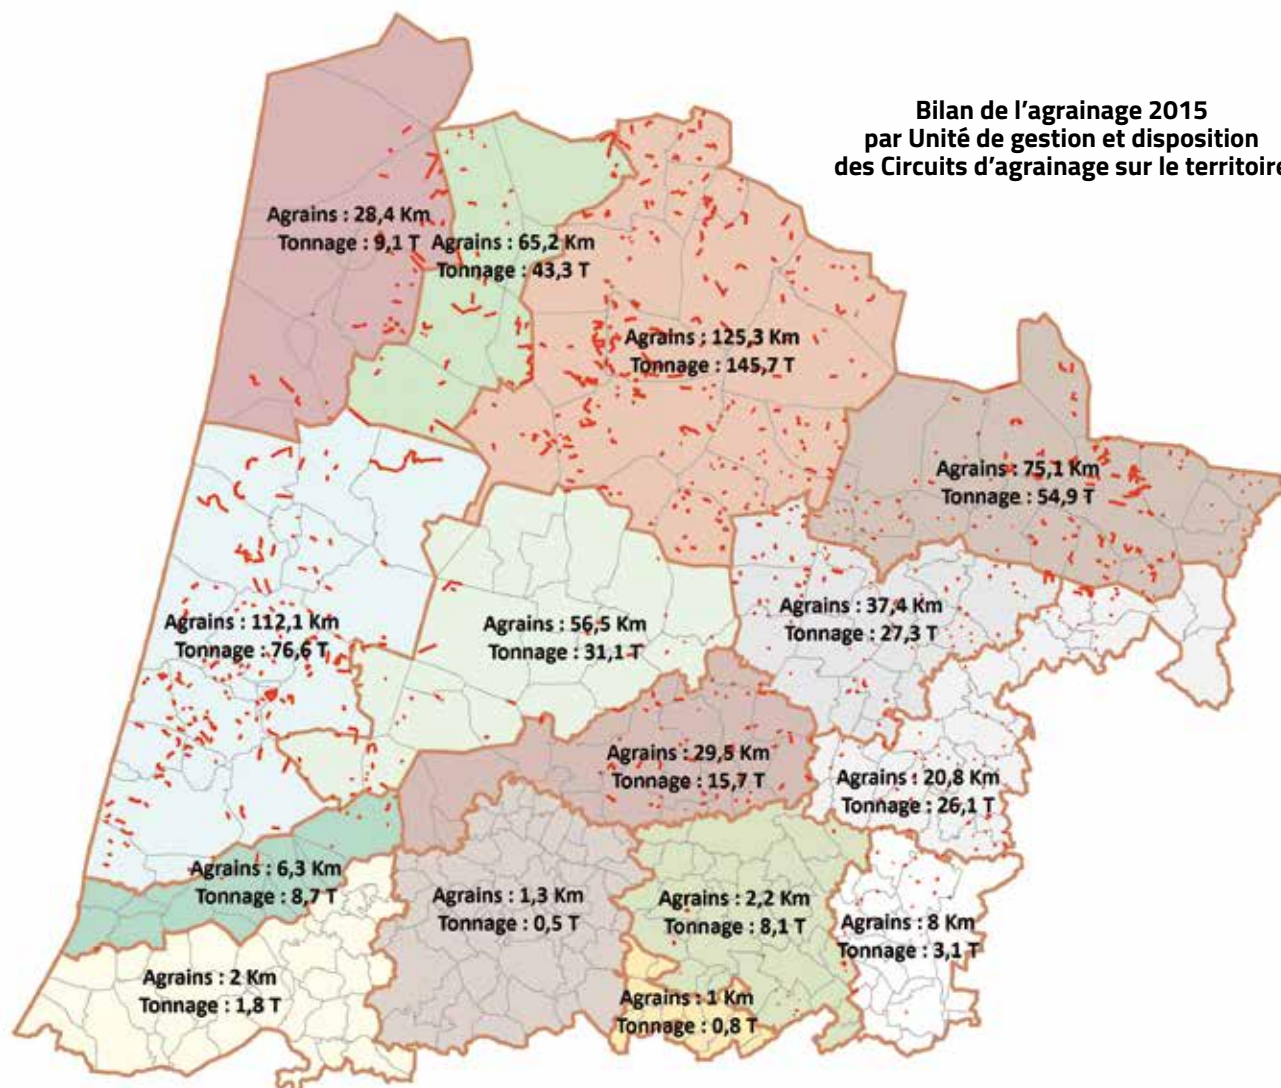 Bilan de l'agrainage 2015
par Unité de gestion et disposition
des Circuits d'agrainage sur le territoire
Agrains : 28,4 Km
Tonnage : 9,1 T
Agrains : 65,2 Km
Tonnage : 43,3 T
Agrains : 125,3 Km
Tonnage : 145,7 T
Agrains : 75,1 Km
Tonnage : 54,9 T
Agrains : 112,1 Km
Tonnage : 76,6 T
Agrains : 56,5 Km
Tonnage : 31,1 T
Agrains : 37,4 Km
Tonnage : 27,3 T
Agrains : 29,5 Km
Tonnage : 15,7 T
Agrains : 20,8 Km
Tonnage : 26,1 T
Agrains : 6,3 Km
Tonnage : 8,7 T
Agrains : 1,3 Km
Tonnage : 0,5 T
Agrains : 2,2 Km
Tonnage : 8,1 T
Agrains : 8 Km
Tonnage : 3,1 T
Agrains : 2 Km
Tonnage : 1,8 T
Agrains : 1 Km
Tonnage : 0,8 T